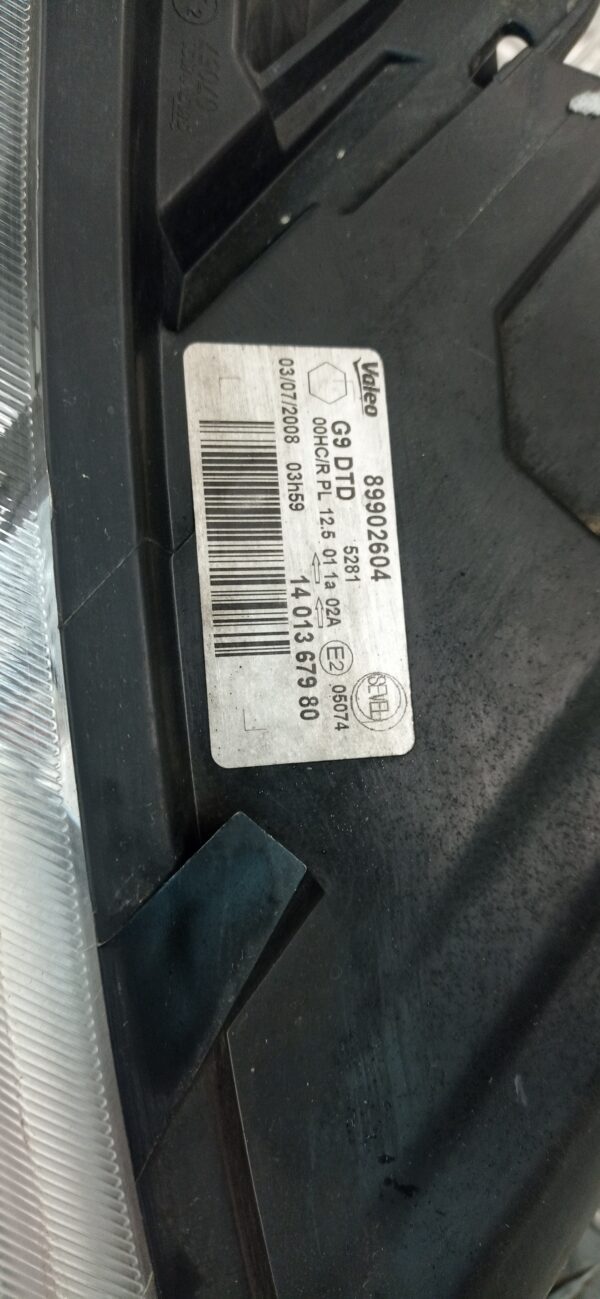 Valeo 89902604
G9 DTD 5281
00HC/R PL 12.5 01 1a 02A E2 05074
SEVEL
03/07/2008 03h59
14 013 679 80